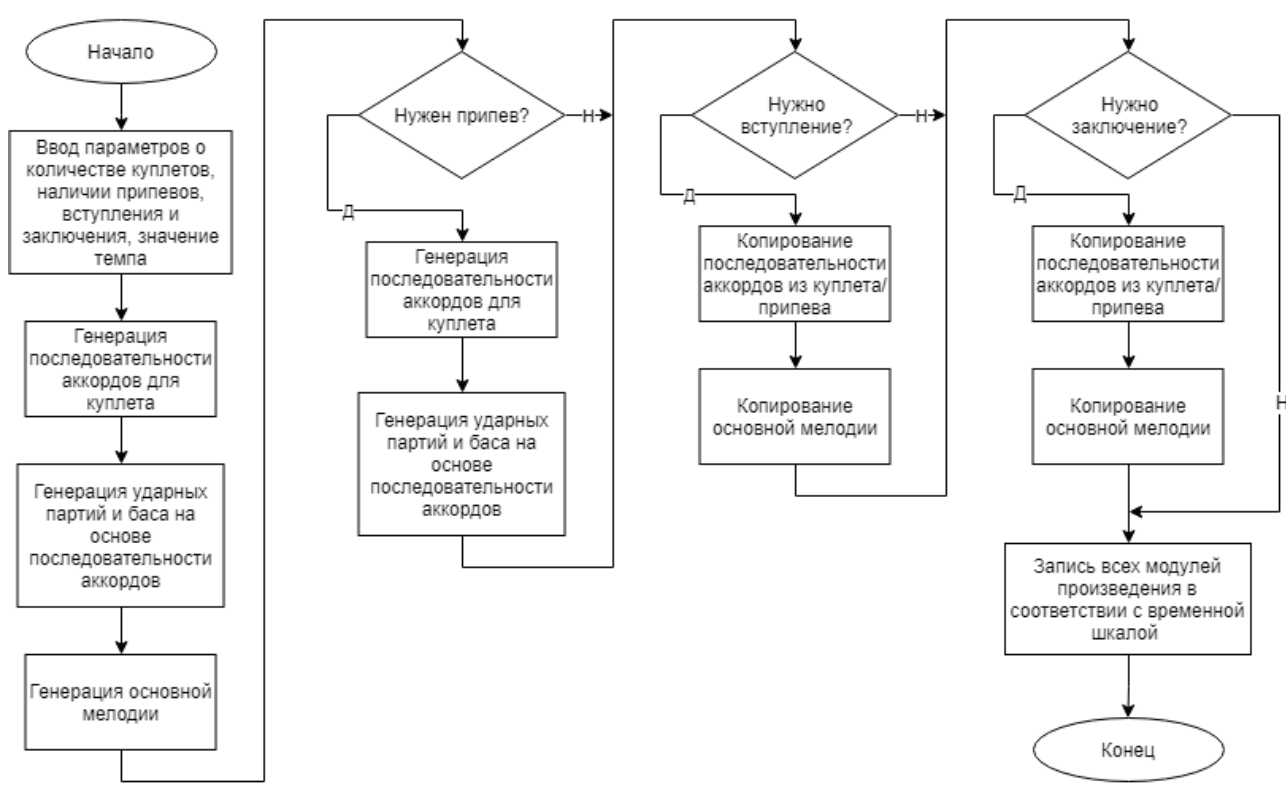 Начало
Ввод параметров о
количестве куплетов,
наличии припевов,
вступления и
заключения, значение
темпа
Генерация
последовательности
аккордов для
куплета
Генерация ударных
партий и баса на
основе
последовательности
аккордов
Генерация основной
мелодии
Нужен припев?
Н
Д
Генерация
последовательности
аккордов для
куплета
Генерация ударных
партий и баса на
основе
последовательности
аккордов
Нужно
вступление?
Н
Д
Копирование
последовательности
аккордов из куплета/
припева
Копирование
основной мелодии
Нужно
заключение?
Д
Н
Копирование
последовательности
аккордов из куплета/
припева
Копирование
основной мелодии
Запись всех модулей
произведения в
соответствии с временной
шкалой
Конец